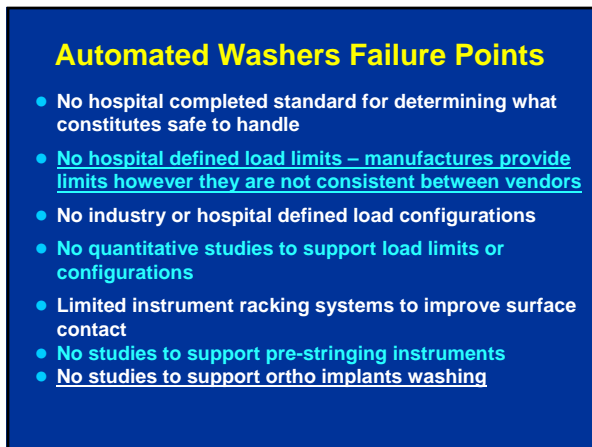 Automated Washers Failure Points
● No hospital completed standard for determining what
constitutes safe to handle
● No hospital defined load limits – manufactures provide
limits however they are not consistent between vendors
● No industry or hospital defined load configurations
● No quantitative studies to support load limits or
configurations
● Limited instrument racking systems to improve surface
contact
● No studies to support pre-stringing instruments
● No studies to support ortho implants washing